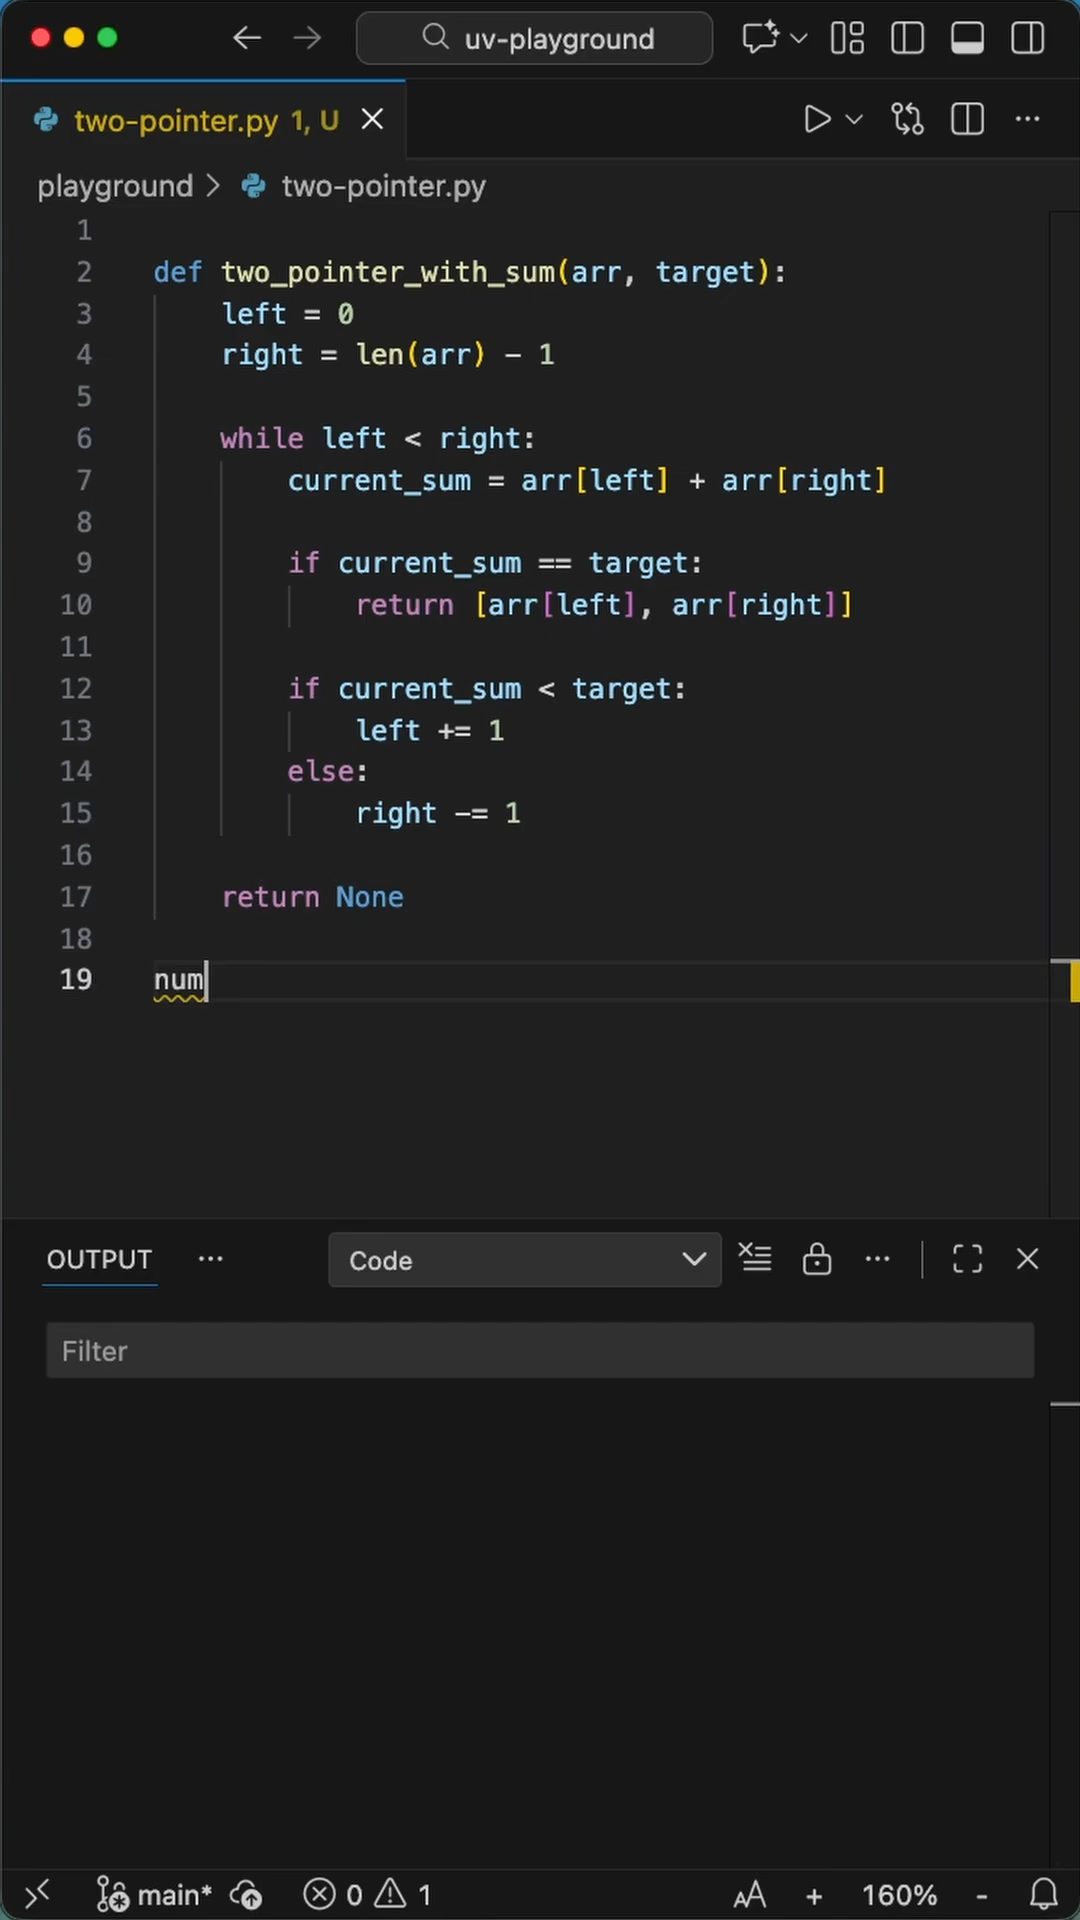 uv-playground
two-pointer.py 1, U
playground > two-pointer.py
1
2 def two_pointer_with_sum(arr, target):
3 left = 0
4 right = len(arr) - 1
5
6 while left < right:
7 current_sum = arr[left] + arr[right]
8
9 if current_sum == target:
10 return [arr[left], arr[right]]
11
12 if current_sum < target:
13 left += 1
14 else:
15 right -= 1
16
17 return None
18
19 num
OUTPUT ··· Code
Filter
main* 0 1 AA + 160% -